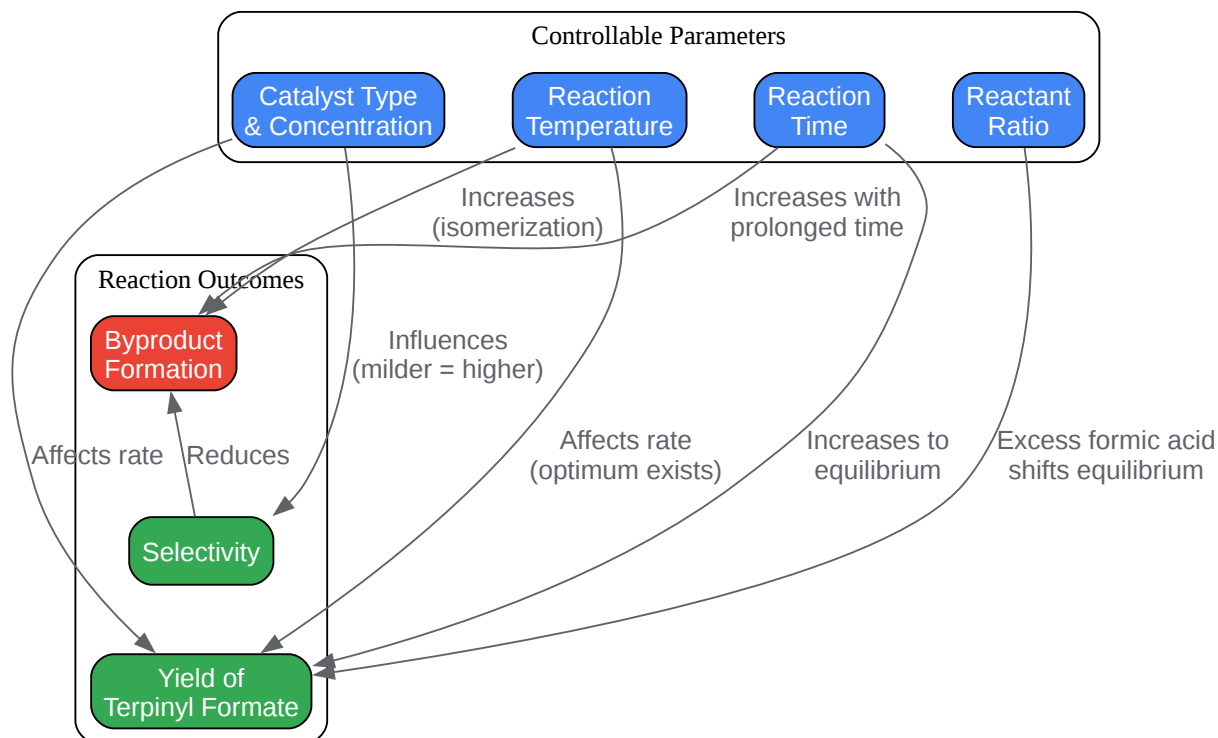 Controllable Parameters
Catalyst Type
& Concentration
Reaction
Temperature
Reaction
Time
Reactant
Ratio
Increases
(isomerization)
Increases with
prolonged time
Reaction Outcomes
Byproduct
Formation
Influences
(milder = higher)
Affects rate
Reduces
Affects rate
(optimum exists)
Increases to
equilibrium
Excess formic acid
shifts equilibrium
Selectivity
Yield of
Terpinyl Formate